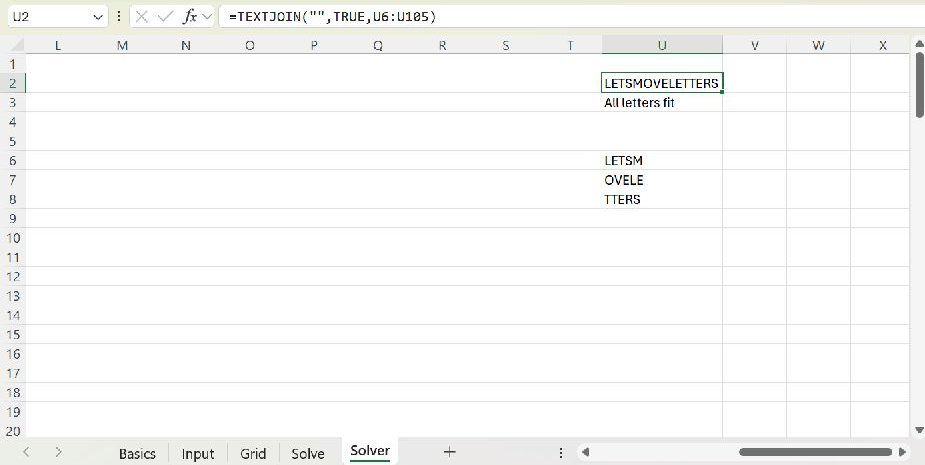 U2 fx =TEXTJOIN("",TRUE,U6:U105)
L M N O P Q R S T U V W X
1
2 LETSMOVELETTERS
3 All letters fit
4
5
6 LETSM
7 OVELE
8 TTERS
9
10
11
12
13
14
15
16
17
18
19
20
Basics Input Grid Solve Solver +